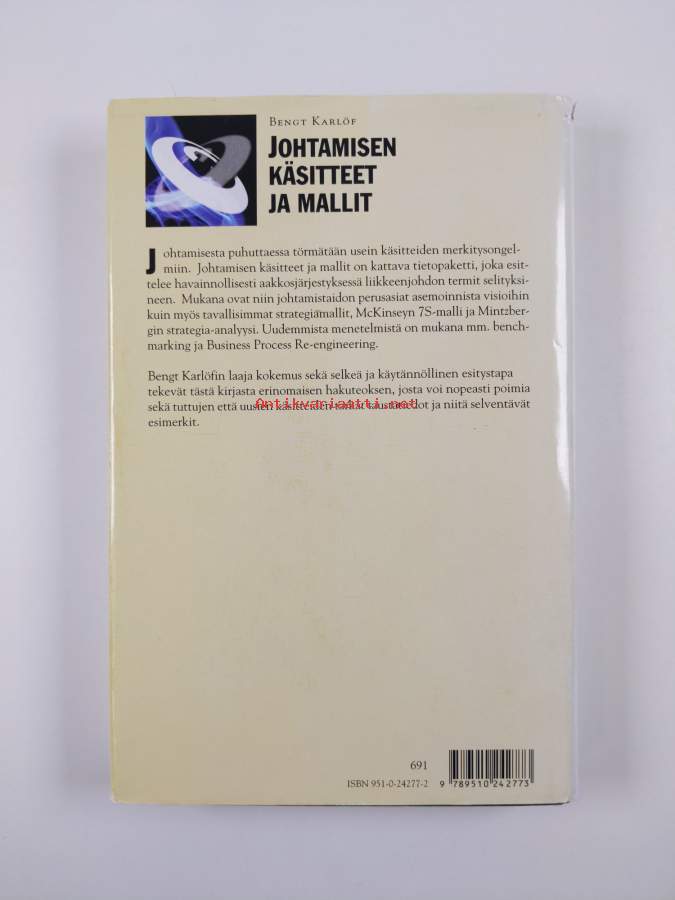 BENGT KARLÖF
JOHTAMISEN
KÄSITTEET
JA MALLIT
Johtamisesta puhuttaessa törmätään usein käsitteiden merkitysongel-
miin. Johtamisen käsitteet ja mallit on kattava tietopaketti, joka esit-
telee havainnollisesti aakkosjärjestyksessä liikkeenjohdon termit selityksi-
neen. Mukana ovat niin johtamistaidon perusasiat asemoinnista visioihin
kuin myös tavallisimmat strategiamallit, McKinseyn 7S-malli ja Mintzber-
gin strategia-analyysi. Uudemmista menetelmistä on mukana mm. bench-
marking ja Business Process Re-engineering.
Bengt Karlöfin laaja kokemus sekä selkeä ja käytännöllinen esitystapa
tekevät tästä kirjasta erinomaisen hakuteoksen, josta voi nopeasti poimia
sekä tuttujen että uusien käsitteiden taustatiedot ja niitä selventävät
Antikvariaatti.net
esimerkit.
691
ISBN 951-0-24277-2
9 789510 242773